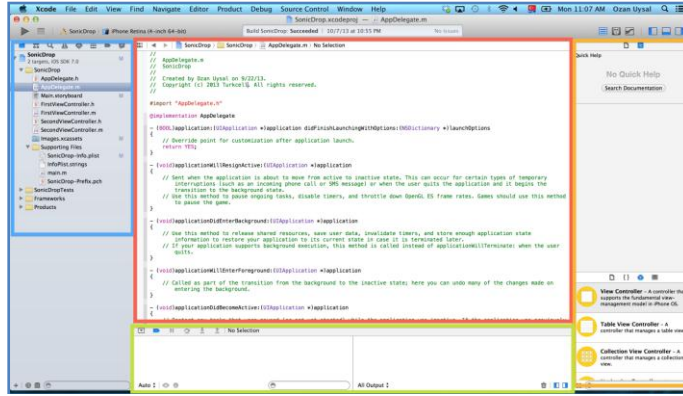 Xcode File Edit View Find Navigate Editor Product Debug Source Control Window Help Mon 11:07 AM Ozan Uysal
SonicDrop.xcodeproj — AppDelegate.m
SonicDrop iPhone Retina (4-inch 64-bit)
Build SonicDrop: Succeeded | 10/7/13 at 10:55 PM
No Issues
SonicDrop
2 targets, iOS SDK 7.0
SonicDrop
AppDelegate.h
AppDelegate.m
Main.storyboard
FirstViewController.h
FirstViewController.m
SecondViewController.h
SecondViewController.m
Images.xcassets
Supporting Files
SonicDrop-Info.plist
InfoPlist.strings
main.m
SonicDrop-Prefix.pch
SonicDropTests
Frameworks
Products
SonicDrop SonicDrop AppDelegate.m No Selection
//
// AppDelegate.m
// SonicDrop
//
// Created by Ozan Uysal on 9/22/13.
// Copyright (c) 2013 Turkcell. All rights reserved.
//
#import "AppDelegate.h"
@implementation AppDelegate
- (BOOL)application:(UIApplication *)application didFinishLaunchingWithOptions:(NSDictionary *)launchOptions
{
// Override point for customization after application launch.
return YES;
}
- (void)applicationWillResignActive:(UIApplication *)application
{
// Sent when the application is about to move from active to inactive state. This can occur for certain types of temporary
interruptions (such as an incoming phone call or SMS message) or when the user quits the application and it begins the
transition to the background state.
// Use this method to pause ongoing tasks, disable timers, and throttle down OpenGL ES frame rates. Games should use this method
to pause the game.
}
- (void)applicationDidEnterBackground:(UIApplication *)application
{
// Use this method to release shared resources, save user data, invalidate timers, and store enough application state
information to restore your application to its current state in case it is terminated later.
// If your application supports background execution, this method is called instead of applicationWillTerminate: when the user
quits.
}
- (void)applicationWillEnterForeground:(UIApplication *)application
{
// Called as part of the transition from the background to the inactive state; here you can undo many of the changes made on
entering the background.
}
- (void)applicationDidBecomeActive:(UIApplication *)application
{
No Selection
Auto
All Output
Quick Help
No Quick Help
Search Documentation
View Controller - A controller that
supports the fundamental view-
management model in iPhone OS.
Table View Controller - A
controller that manages a table view.
Collection View Controller - A
controller that manages a collection
view.